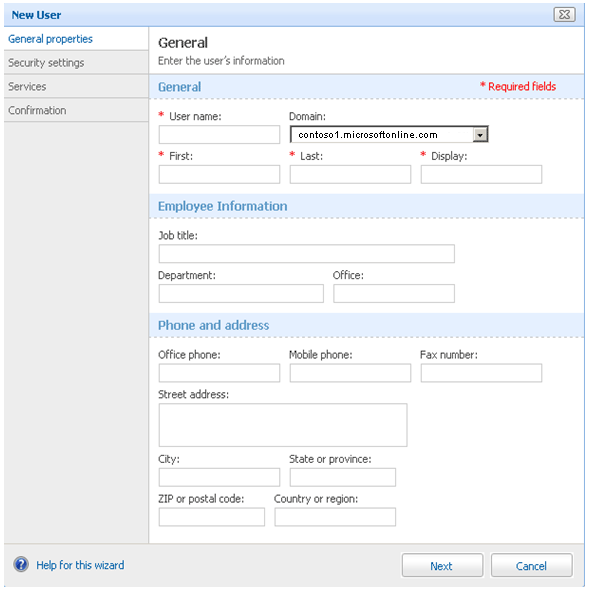 New User
General properties
Security settings
Services
Confirmation
General
Enter the user's information
General * Required fields
* User name: Domain:
contoso1.microsoftonline.com
* First: * Last: * Display:
Employee Information
Job title:
Department: Office:
Phone and address
Office phone: Mobile phone: Fax number:
Street address:
City: State or province:
ZIP or postal code: Country or region:
? Help for this wizard Next Cancel